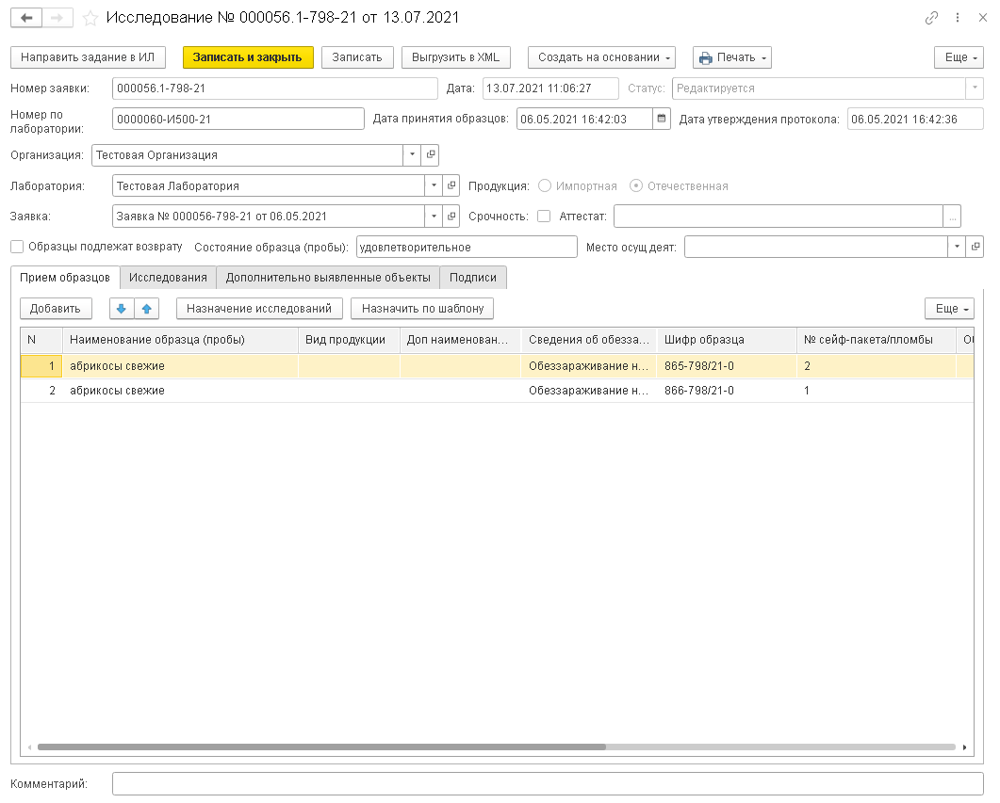 Исследование № 000056.1-798-21 от 13.07.2021
Направить задание в ИЛ Записать и закрыть Записать Выгрузить в XML Создать на основании Печать Еще
Номер заявки: 000056.1-798-21 Дата: 13.07.2021 11:06:27 Статус: Редактируется
Номер по лаборатории: 0000060-И500-21 Дата принятия образцов: 06.05.2021 16:42:03 Дата утверждения протокола: 06.05.2021 16:42:36
Организация: Тестовая Организация
Лаборатория: Тестовая Лаборатория Продукция: Импортная Отечественная
Заявка: Заявка № 000056-798-21 от 06.05.2021 Срочность: Аттестат: ...
Образцы подлежат возврату Состояние образца (пробы): удовлетворительное Место осущ деят:
Прием образцов Исследования Дополнительно выявленные объекты Подписи
Добавить Назначение исследований Назначить по шаблону Еще
N Наименование образца (пробы) Вид продукции Доп наименован... Сведения об обезза... Шифр образца № сейф-пакета/пломбы
1 абрикосы свежие Обеззараживание н... 865-798/21-0 2
2 абрикосы свежие Обеззараживание н... 866-798/21-0 1
Комментарий: